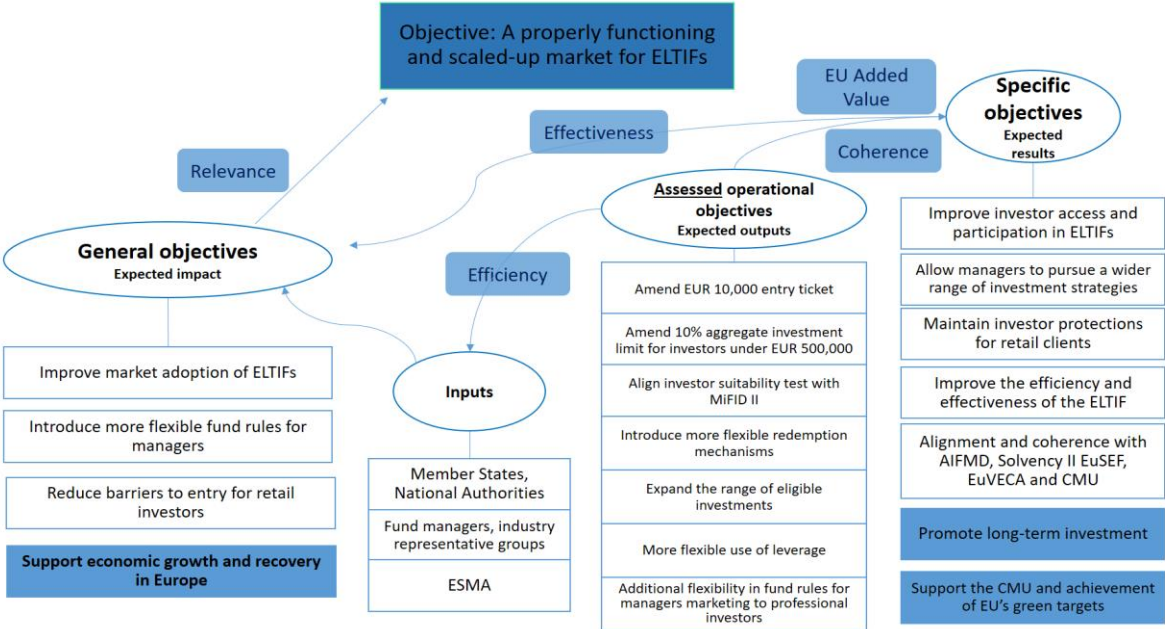 Objective: A properly functioning
and scaled-up market for ELTIFs
EU Added
Value
Specific
objectives
Expected
results
Effectiveness
Coherence
Relevance
Assessed operational
objectives
Expected outputs
General objectives
Expected impact
Efficiency
Inputs
Improve market adoption of ELTIFs
Introduce more flexible fund rules for
managers
Reduce barriers to entry for retail
investors
Support economic growth and recovery
in Europe
Member States,
National Authorities
Fund managers, industry
representative groups
ESMA
Amend EUR 10,000 entry ticket
Amend 10% aggregate investment
limit for investors under EUR 500,000
Align investor suitability test with
MiFID II
Introduce more flexible redemption
mechanisms
Expand the range of eligible
investments
More flexible use of leverage
Additional flexibility in fund rules for
managers marketing to professional
investors
Improve investor access and
participation in ELTIFs
Allow managers to pursue a wider
range of investment strategies
Maintain investor protections
for retail clients
Improve the efficiency and
effectiveness of the ELTIF
Alignment and coherence with
AIFMD, Solvency II EuSEF,
EuVECA and CMU
Promote long-term investment
Support the CMU and achievement
of EU's green targets